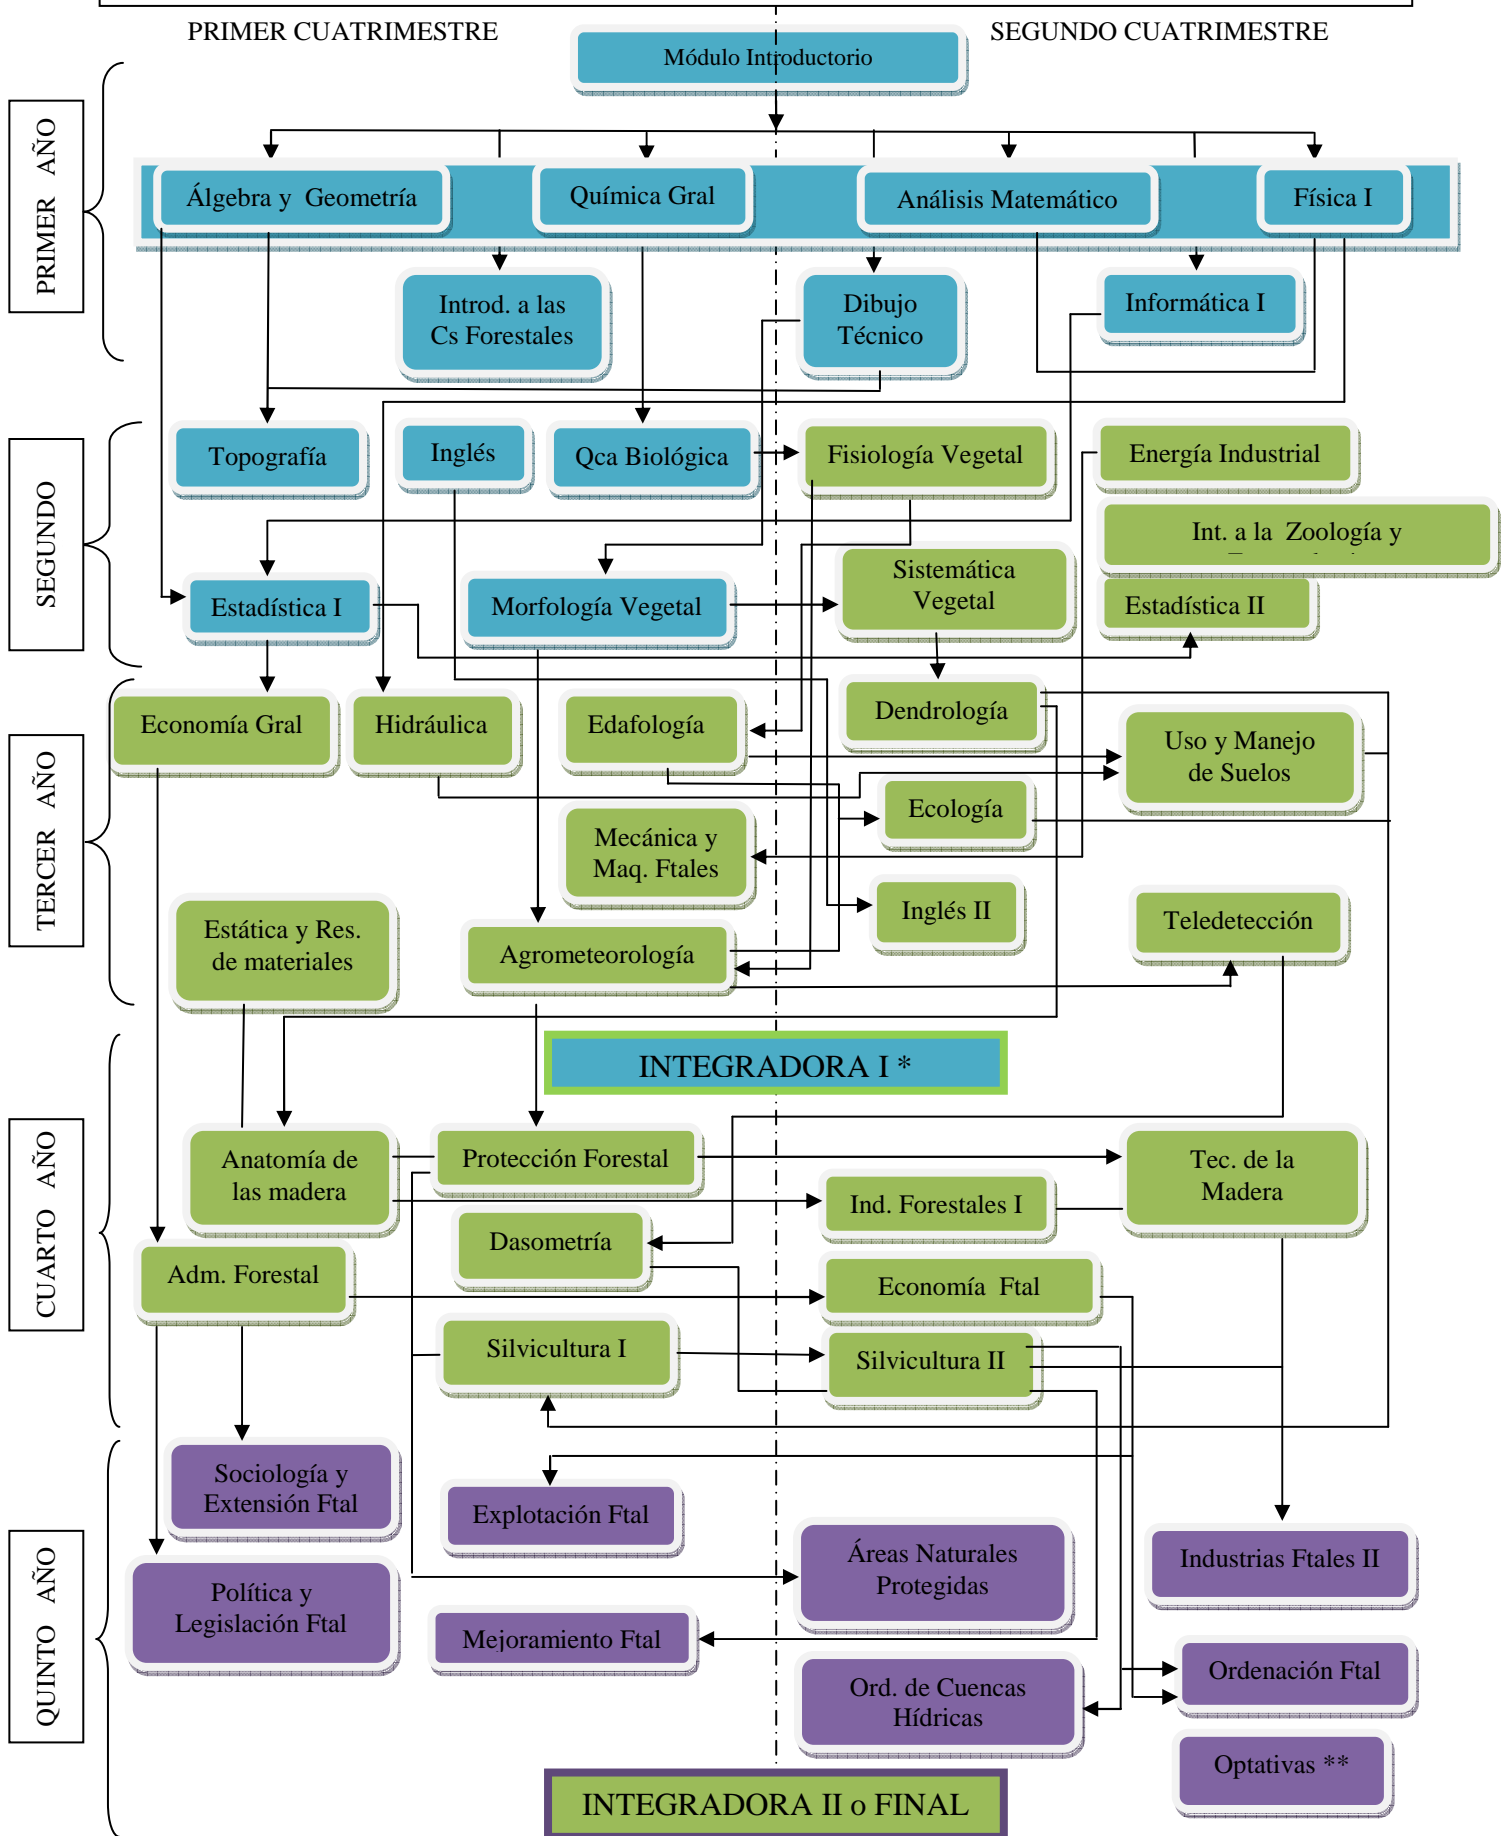 PRIMER CUATRIMESTRE
SEGUNDO CUATRIMESTRE
Módulo Introductorio
PRIMER AÑO
Álgebra y Geometría
Química Gral
Análisis Matemático
Física I
Introd. a las
Cs Forestales
Dibujo
Técnico
Informática I
SEGUNDO
Topografía
Inglés
Qca Biológica
Fisiología Vegetal
Energía Industrial
Int. a la Zoología y
Estadística I
Morfología Vegetal
Sistemática
Vegetal
Estadística II
TERCER AÑO
Economía Gral
Hidráulica
Edafología
Dendrología
Uso y Manejo
de Suelos
Mecánica y
Maq. Ftales
Ecología
Estática y Res.
de materiales
Agrometeorología
Inglés II
Teledetección
INTEGRADORA I *
CUARTO AÑO
Anatomía de
las madera
Protección Forestal
Tec. de la
Madera
Ind. Forestales I
Dasometría
Adm. Forestal
Economía Ftal
Silvicultura I
Silvicultura II
QUINTO AÑO
Sociología y
Extensión Ftal
Explotación Ftal
Áreas Naturales
Protegidas
Industrias Ftales II
Política y
Legislación Ftal
Mejoramiento Ftal
Ord. de Cuencas
Hídricas
Ordenación Ftal
Optativas **
INTEGRADORA II o FINAL